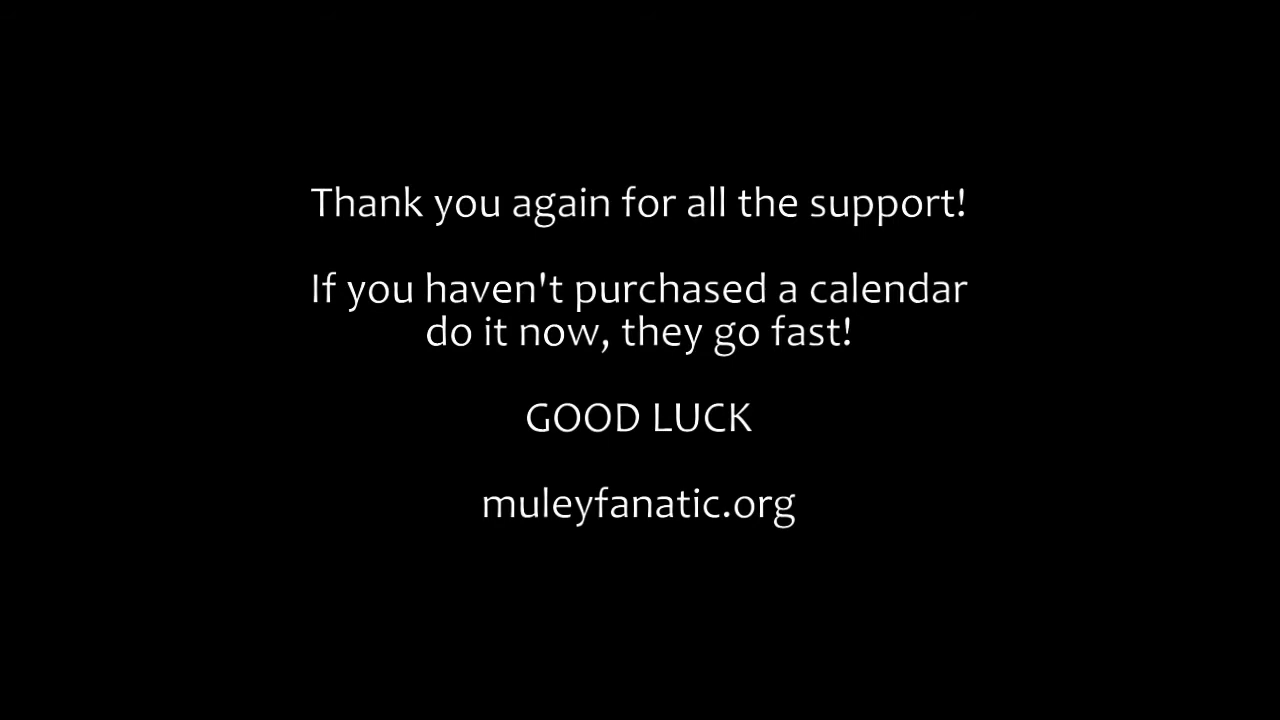 Thank you again for all the support!
If you haven't purchased a calendar
do it now, they go fast!
GOOD LUCK
muleyfanatic.org